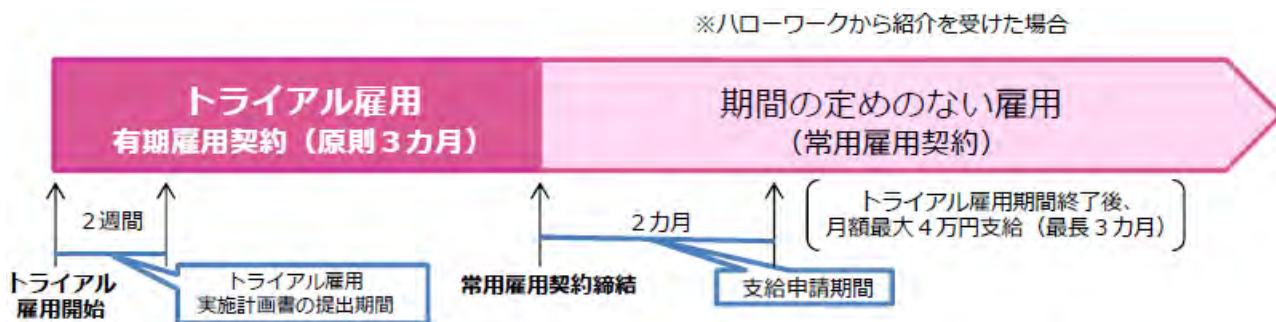 ※ハローワークから紹介を受けた場合
トライアル雇用
有期雇用契約（原則３カ月）
期間の定めのない雇用
（常用雇用契約）
２週間
２カ月
トライアル雇用期間終了後、
月額最大４万円支給（最長３カ月）
トライアル
雇用開始
トライアル雇用
実施計画書の提出期間
常用雇用契約締結
支給申請期間